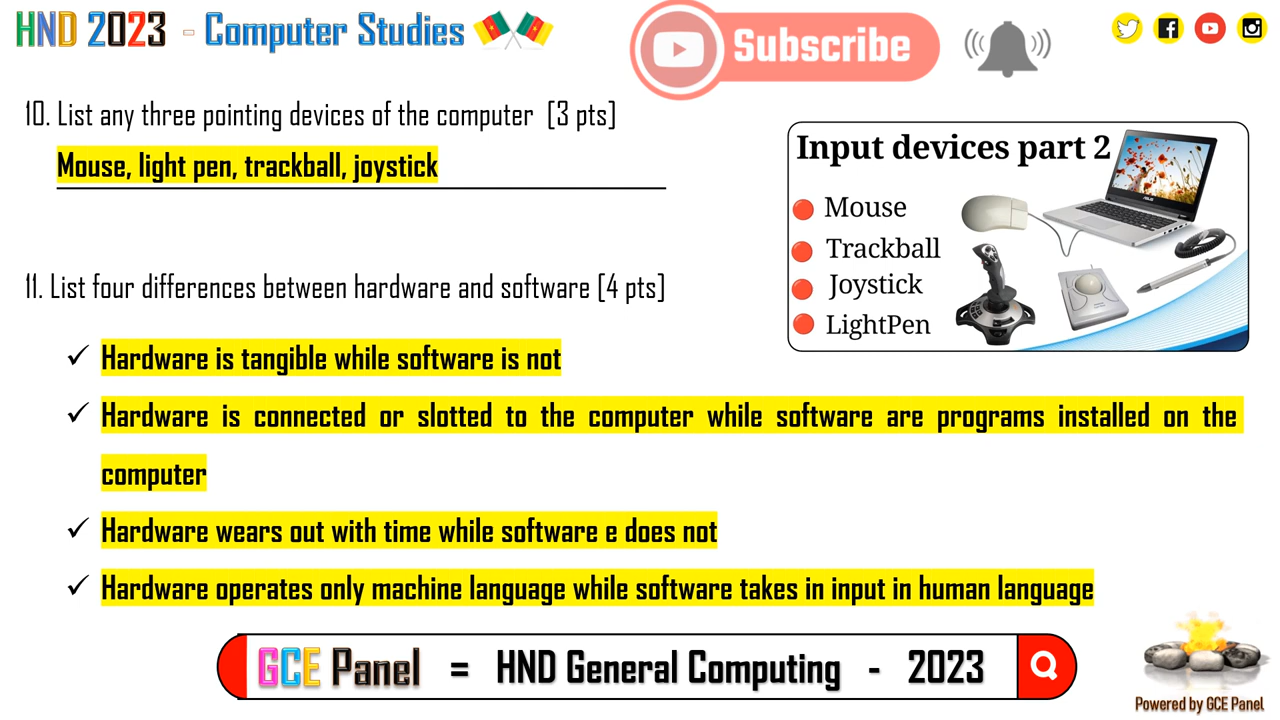 HND 2023 - Computer Studies
Subscribe
10. List any three pointing devices of the computer [3 pts]
Mouse, light pen, trackball, joystick
Input devices part 2
Mouse
Trackball
Joystick
LightPen
11. List four differences between hardware and software [4 pts]
✓ Hardware is tangible while software is not
✓ Hardware is connected or slotted to the computer while software are programs installed on the
computer
✓ Hardware wears out with time while software e does not
✓ Hardware operates only machine language while software takes in input in human language
GCE Panel = HND General Computing - 2023
Powered by GCE Panel